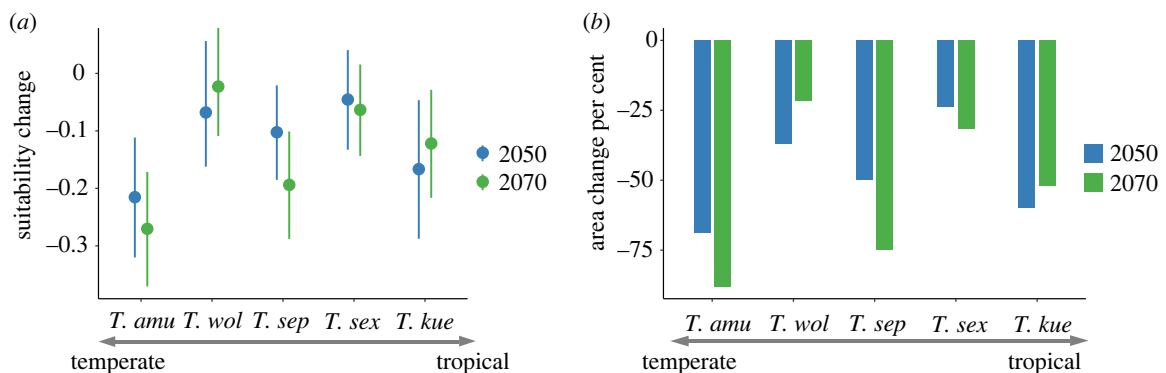 (a)
suitability change
0
–0.1
–0.2
–0.3
2050
2070
T. amu T. wol T. sep T. sex T. kue
temperate tropical
(b)
area change per cent
0
–25
–50
–75
2050
2070
T. amu T. wol T. sep T. sex T. kue
temperate tropical